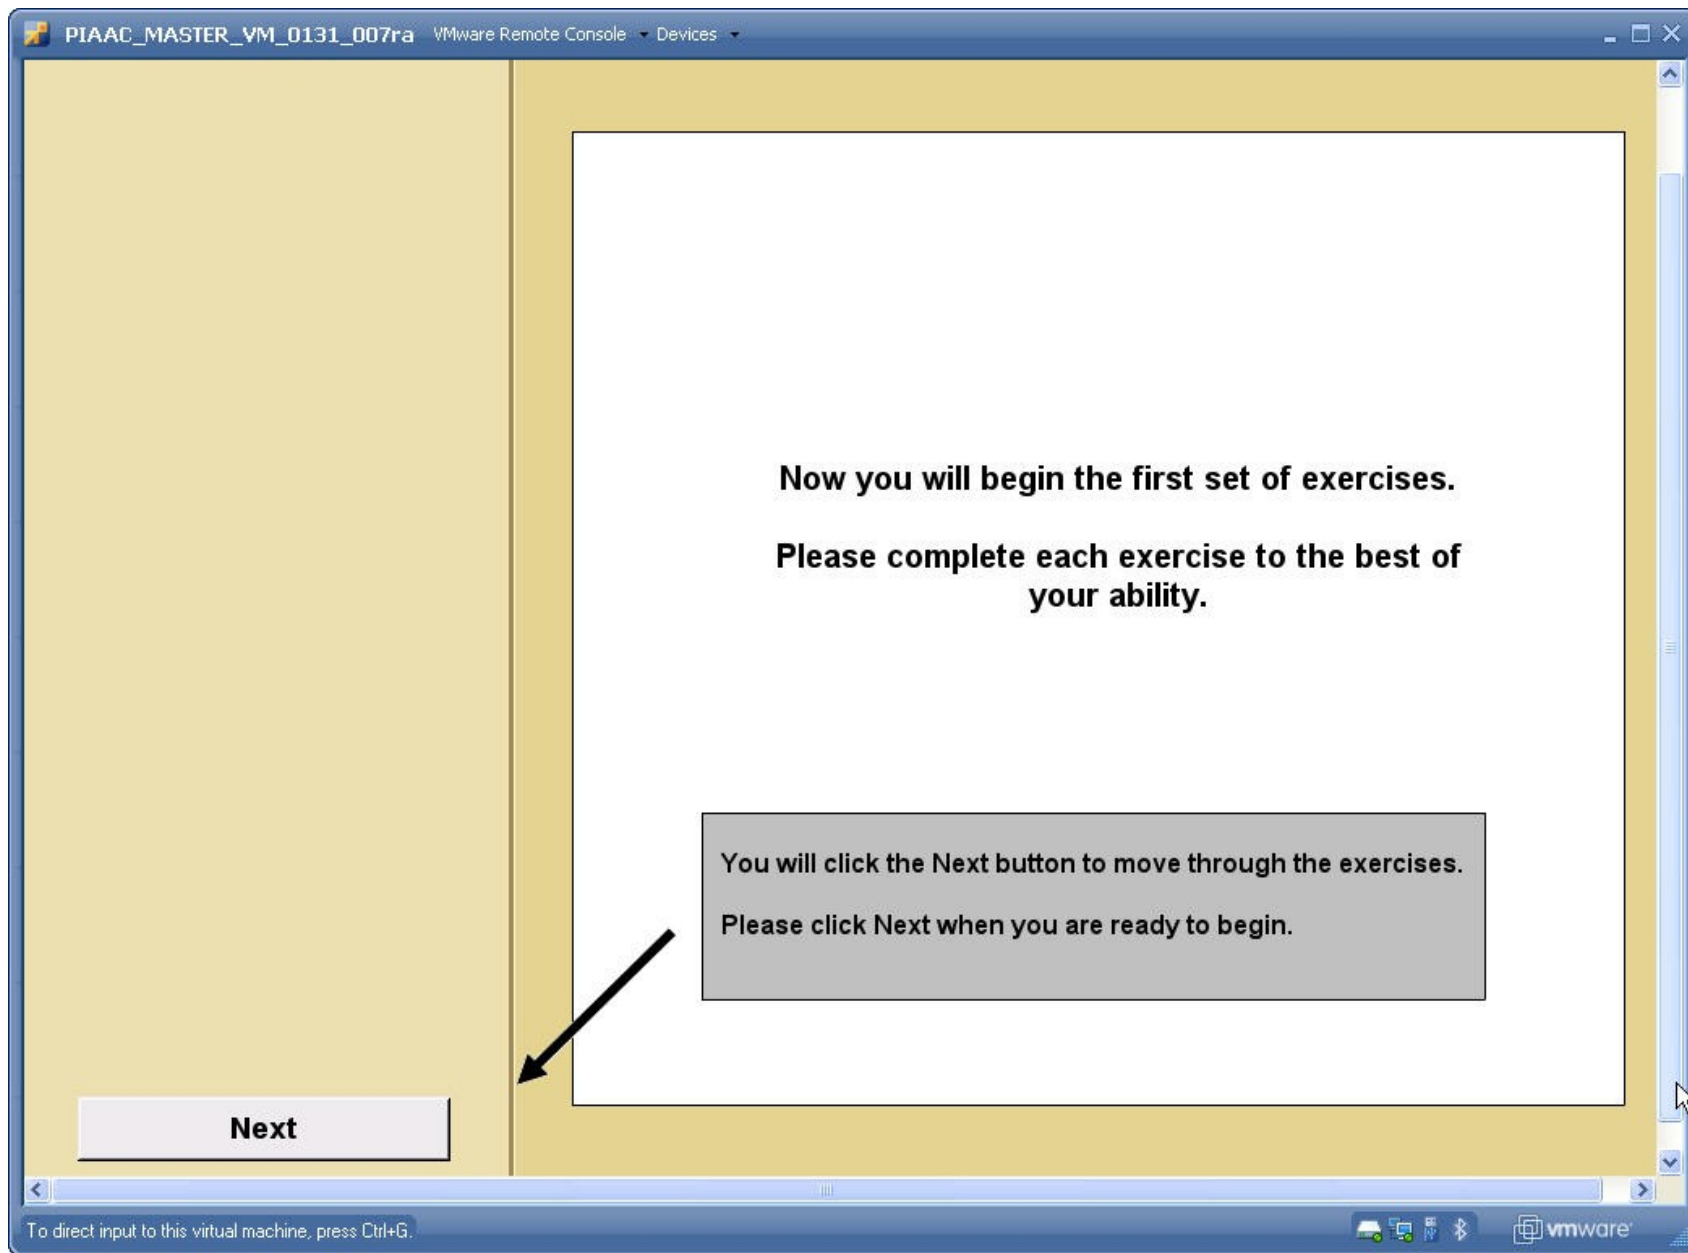 PIAAC_MASTER_VM_0131_007ra VMware Remote Console Devices
Now you will begin the first set of exercises.
Please complete each exercise to the best of
your ability.
You will click the Next button to move through the exercises.
Please click Next when you are ready to begin.
Next
To direct input to this virtual machine, press Ctrl+G.
vmware